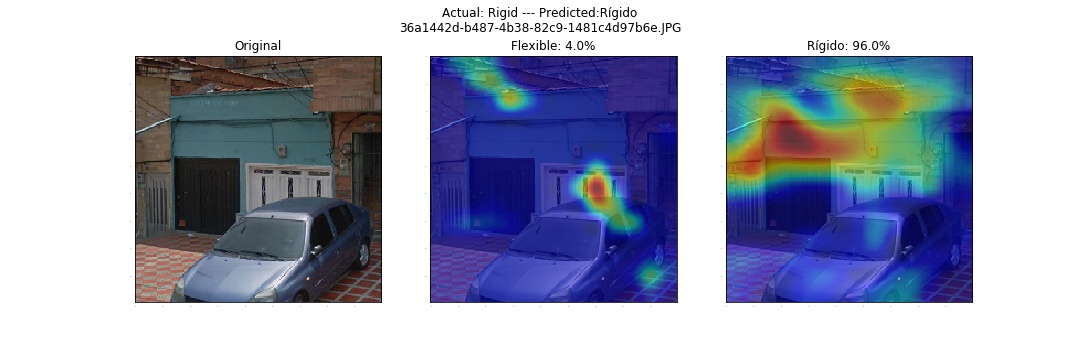 Actual: Rigid --- Predicted:Rígido
36a1442d-b487-4b38-82c9-1481c4d97b6e.JPG
Original
Flexible: 4.0%
Rígido: 96.0%